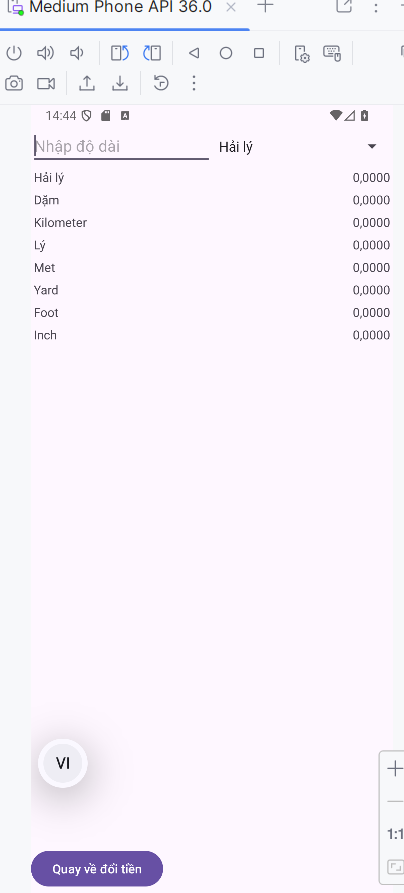 Medium Phone API 36.0
14:44
Nhập độ dài Hải lý
Hải lý 0,0000
Dặm 0,0000
Kilometer 0,0000
Lý 0,0000
Met 0,0000
Yard 0,0000
Foot 0,0000
Inch 0,0000
VI
1:1
Quay về đổi tiền